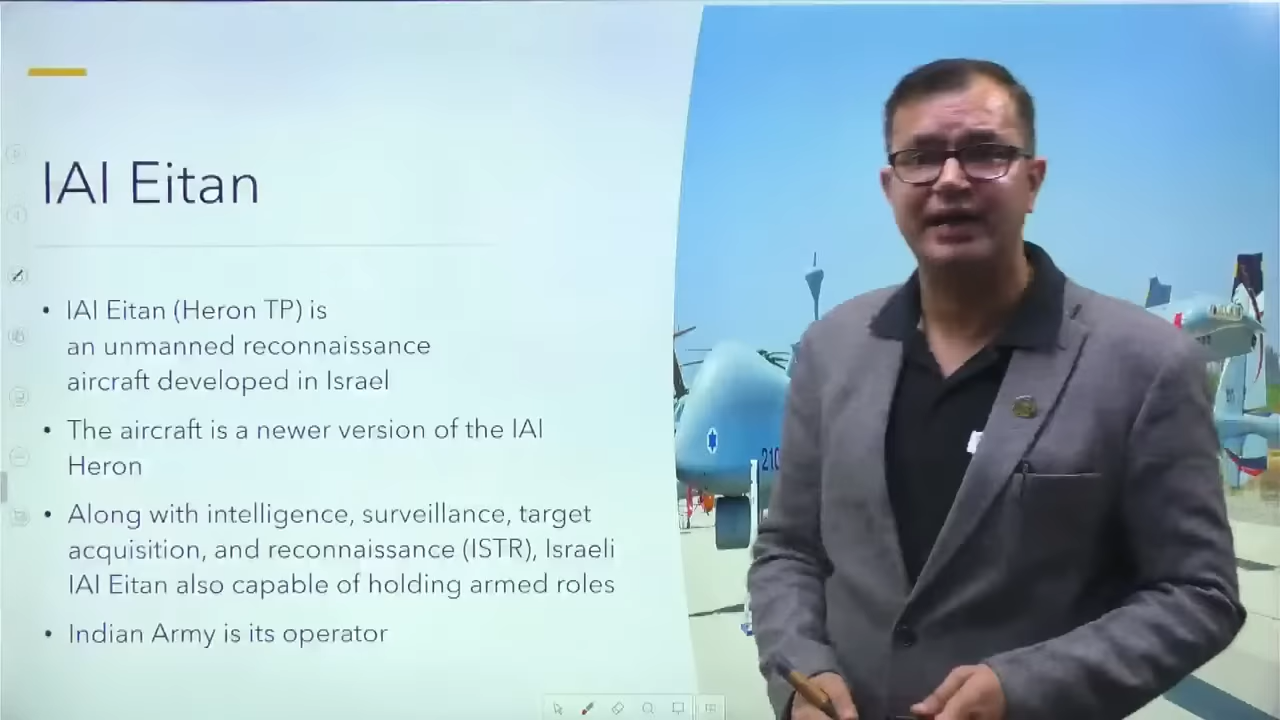 IAI Eitan
• IAI Eitan (Heron TP) is
an unmanned reconnaissance
aircraft developed in Israel
• The aircraft is a newer version of the IAI
Heron
• Along with intelligence, surveillance, target
acquisition, and reconnaissance (ISTR), Israeli
IAI Eitan also capable of holding armed roles
• Indian Army is its operator
210